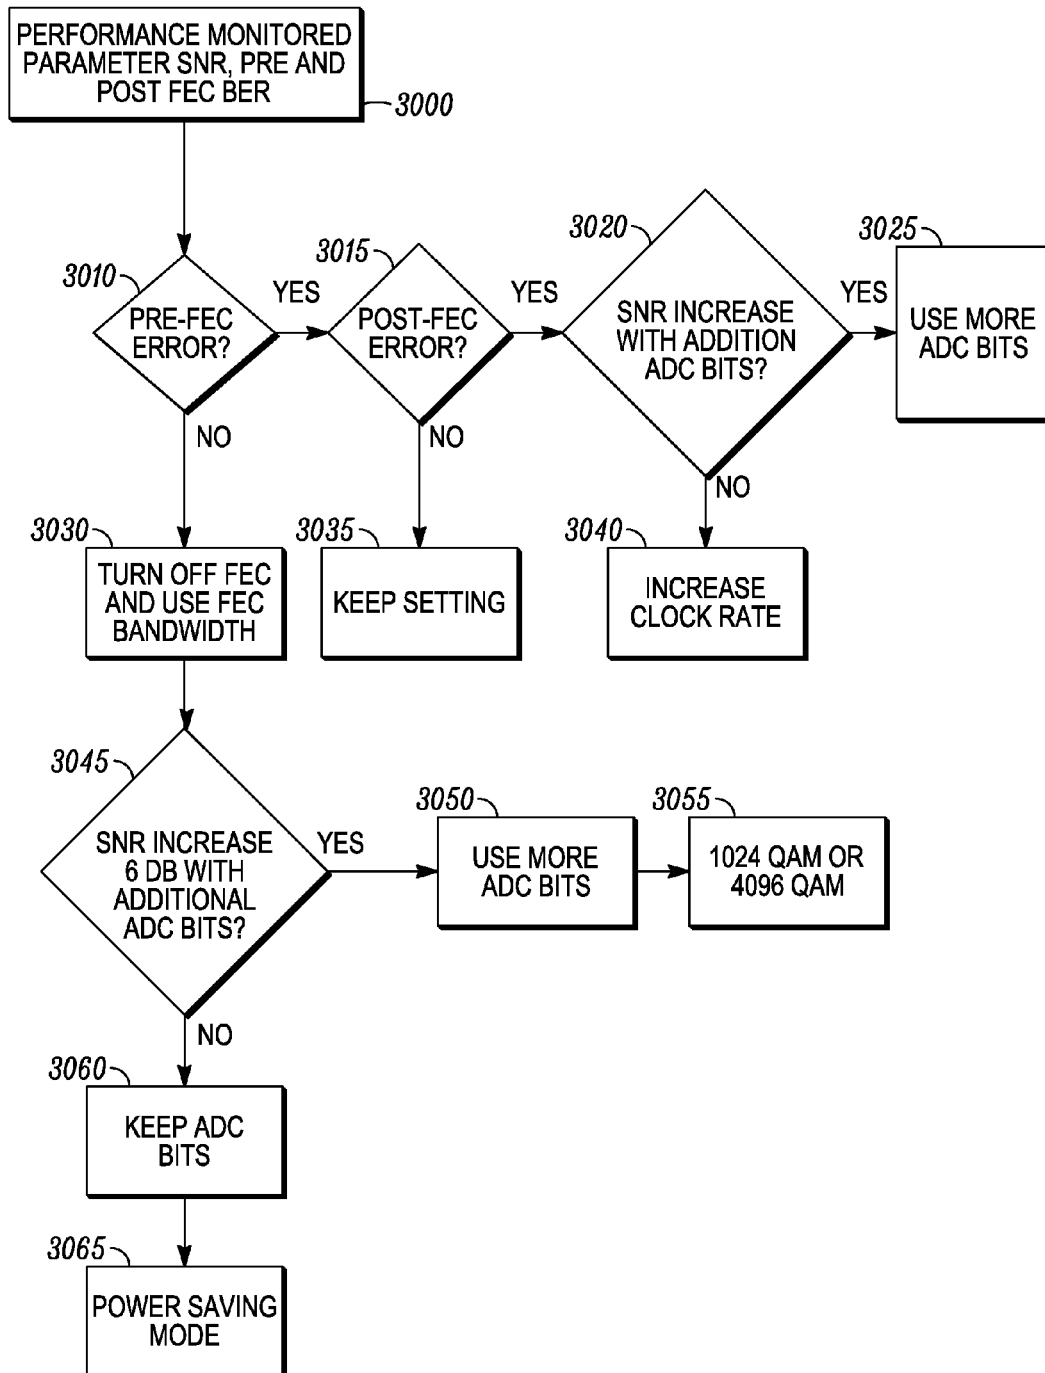 PERFORMANCE MONITORED
PARAMETER SNR, PRE AND
POST FEC BER
3000
3010
PRE-FEC
ERROR?
YES
NO
3015
POST-FEC
ERROR?
YES
NO
3020
SNR INCREASE
WITH ADDITION
ADC BITS?
YES
NO
3025
USE MORE
ADC BITS
3030
TURN OFF FEC
AND USE FEC
BANDWIDTH
3035
KEEP SETTING
3040
INCREASE
CLOCK RATE
3045
SNR INCREASE
6 DB WITH
ADDITIONAL
ADC BITS?
YES
NO
3050
USE MORE
ADC BITS
3055
1024 QAM OR
4096 QAM
3060
KEEP ADC
BITS
3065
POWER SAVING
MODE